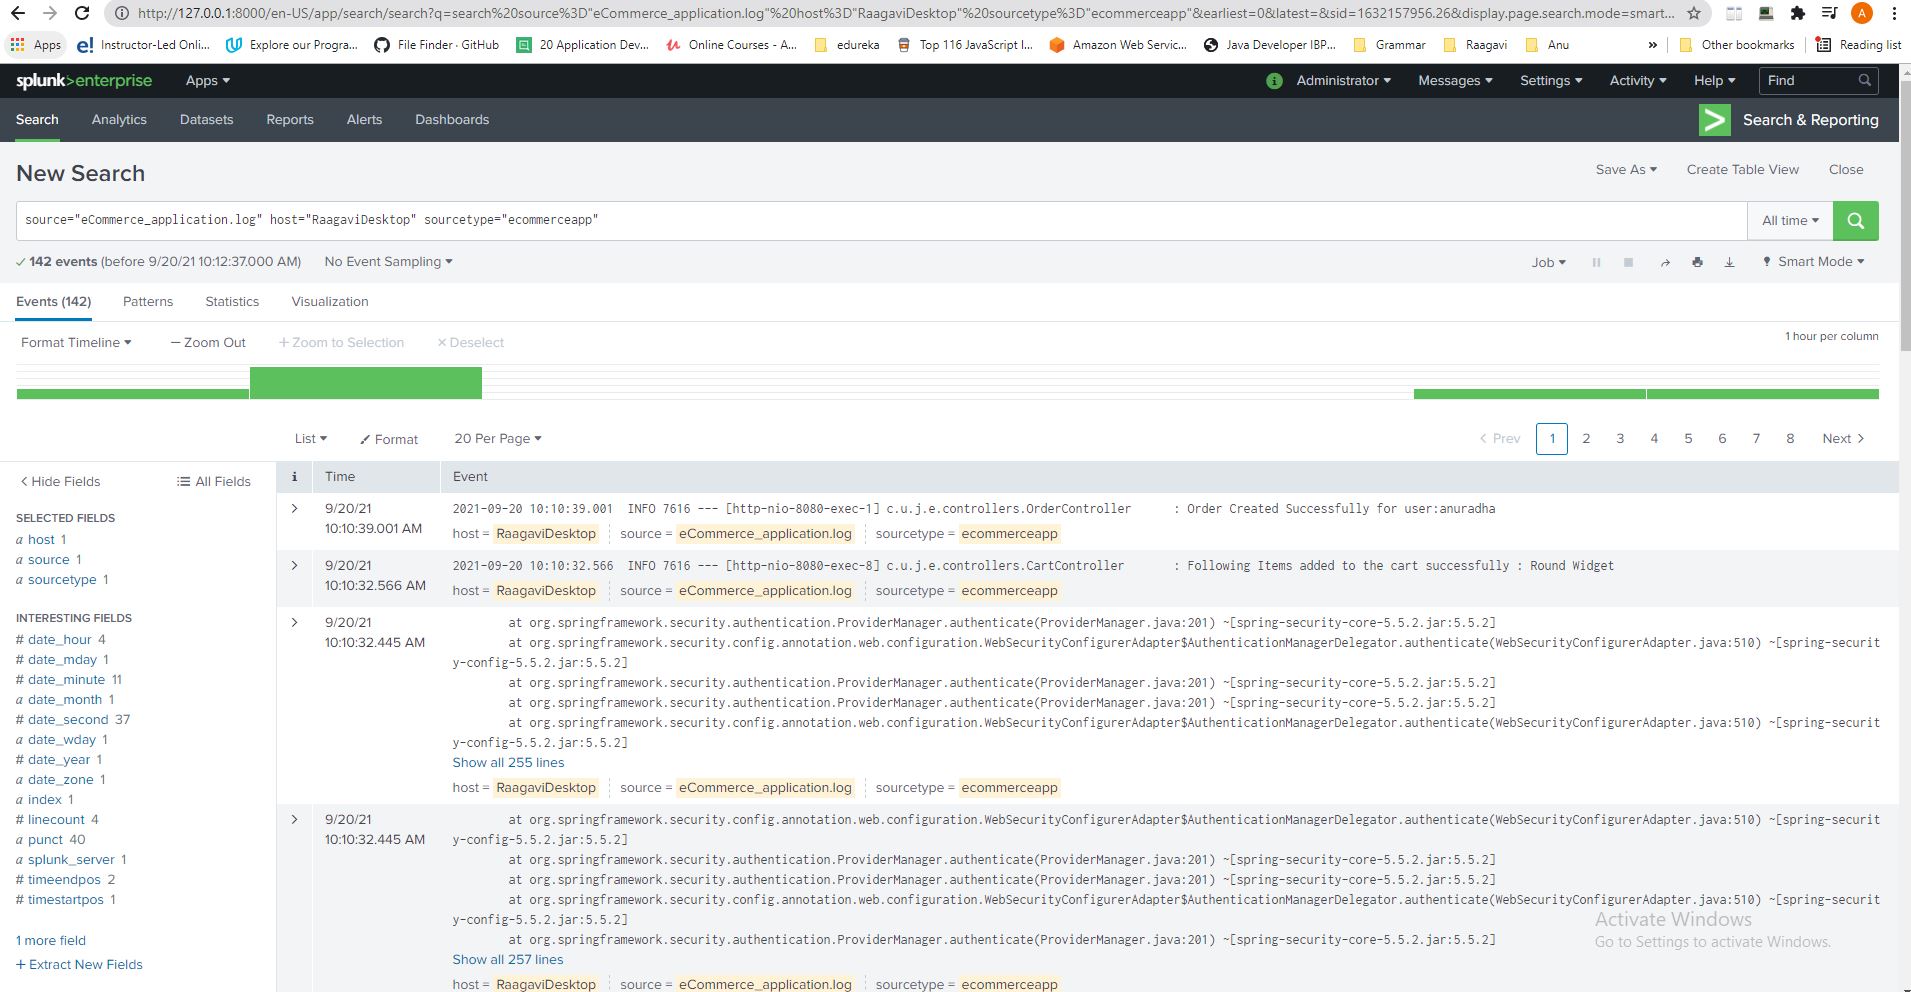 http://127.0.0.1:8000/en-US/app/search/search?q=search%20source%3D"eCommerce_application.log"%20host%3D"RaagaviDesktop"%20sourcetype%3D"ecommerceapp"&earliest=0&latest=&sid=1632157956.26&display.page.search.mode=smart... A
Apps e! Instructor-Led Onli... Explore our Progra... File Finder · GitHub 20 Application Dev... Online Courses - A... edureka Top 116 JavaScript I... Amazon Web Servic... Java Developer IBP... Grammar Raagavi Anu » Other bookmarks Reading list
splunk>enterprise Apps i Administrator Messages Settings Activity Help Find
Search Analytics Datasets Reports Alerts Dashboards > Search & Reporting
New Search Save As Create Table View Close
source="eCommerce_application.log" host="RaagaviDesktop" sourcetype="ecommerceapp" All time
✓ 142 events (before 9/20/21 10:12:37.000 AM) No Event Sampling Job Smart Mode
Events (142) Patterns Statistics Visualization
Format Timeline — Zoom Out + Zoom to Selection × Deselect 1 hour per column
List Format 20 Per Page < Prev 1 2 3 4 5 6 7 8 Next >
< Hide Fields All Fields
SELECTED FIELDS
a host 1
a source 1
a sourcetype 1
INTERESTING FIELDS
# date_hour 4
# date_mday 1
# date_minute 11
a date_month 1
# date_second 37
a date_wday 1
# date_year 1
a date_zone 1
a index 1
# linecount 4
a punct 40
a splunk_server 1
# timeendpos 2
# timestartpos 1
1 more field
+ Extract New Fields
i Time Event
> 9/20/21
10:10:39.001 AM
2021-09-20 10:10:39.001 INFO 7616 --- [http-nio-8080-exec-1] c.u.j.e.controllers.OrderController : Order Created Successfully for user:anuradha
host = RaagaviDesktop source = eCommerce_application.log sourcetype = ecommerceapp
> 9/20/21
10:10:32.566 AM
2021-09-20 10:10:32.566 INFO 7616 --- [http-nio-8080-exec-8] c.u.j.e.controllers.CartController : Following Items added to the cart successfully : Round Widget
host = RaagaviDesktop source = eCommerce_application.log sourcetype = ecommerceapp
> 9/20/21
10:10:32.445 AM
at org.springframework.security.authentication.ProviderManager.authenticate(ProviderManager.java:201) ~[spring-security-core-5.5.2.jar:5.5.2]
at org.springframework.security.config.annotation.web.configuration.WebSecurityConfigurerAdapter$AuthenticationManagerDelegator.authenticate(WebSecurityConfigurerAdapter.java:510) ~[spring-securit
y-config-5.5.2.jar:5.5.2]
at org.springframework.security.authentication.ProviderManager.authenticate(ProviderManager.java:201) ~[spring-security-core-5.5.2.jar:5.5.2]
at org.springframework.security.authentication.ProviderManager.authenticate(ProviderManager.java:201) ~[spring-security-core-5.5.2.jar:5.5.2]
at org.springframework.security.config.annotation.web.configuration.WebSecurityConfigurerAdapter$AuthenticationManagerDelegator.authenticate(WebSecurityConfigurerAdapter.java:510) ~[spring-securit
y-config-5.5.2.jar:5.5.2]
Show all 255 lines
host = RaagaviDesktop source = eCommerce_application.log sourcetype = ecommerceapp
> 9/20/21
10:10:32.445 AM
at org.springframework.security.config.annotation.web.configuration.WebSecurityConfigurerAdapter$AuthenticationManagerDelegator.authenticate(WebSecurityConfigurerAdapter.java:510) ~[spring-securit
y-config-5.5.2.jar:5.5.2]
at org.springframework.security.authentication.ProviderManager.authenticate(ProviderManager.java:201) ~[spring-security-core-5.5.2.jar:5.5.2]
at org.springframework.security.authentication.ProviderManager.authenticate(ProviderManager.java:201) ~[spring-security-core-5.5.2.jar:5.5.2]
at org.springframework.security.config.annotation.web.configuration.WebSecurityConfigurerAdapter$AuthenticationManagerDelegator.authenticate(WebSecurityConfigurerAdapter.java:510) ~[spring-securit
y-config-5.5.2.jar:5.5.2]
at org.springframework.security.authentication.ProviderManager.authenticate(ProviderManager.java:201) ~[spring-security-core-5.5.2.jar:5.5.2]
Show all 257 lines
host = RaagaviDesktop source = eCommerce_application.log sourcetype = ecommerceapp
Activate Windows
Go to Settings to activate Windows.